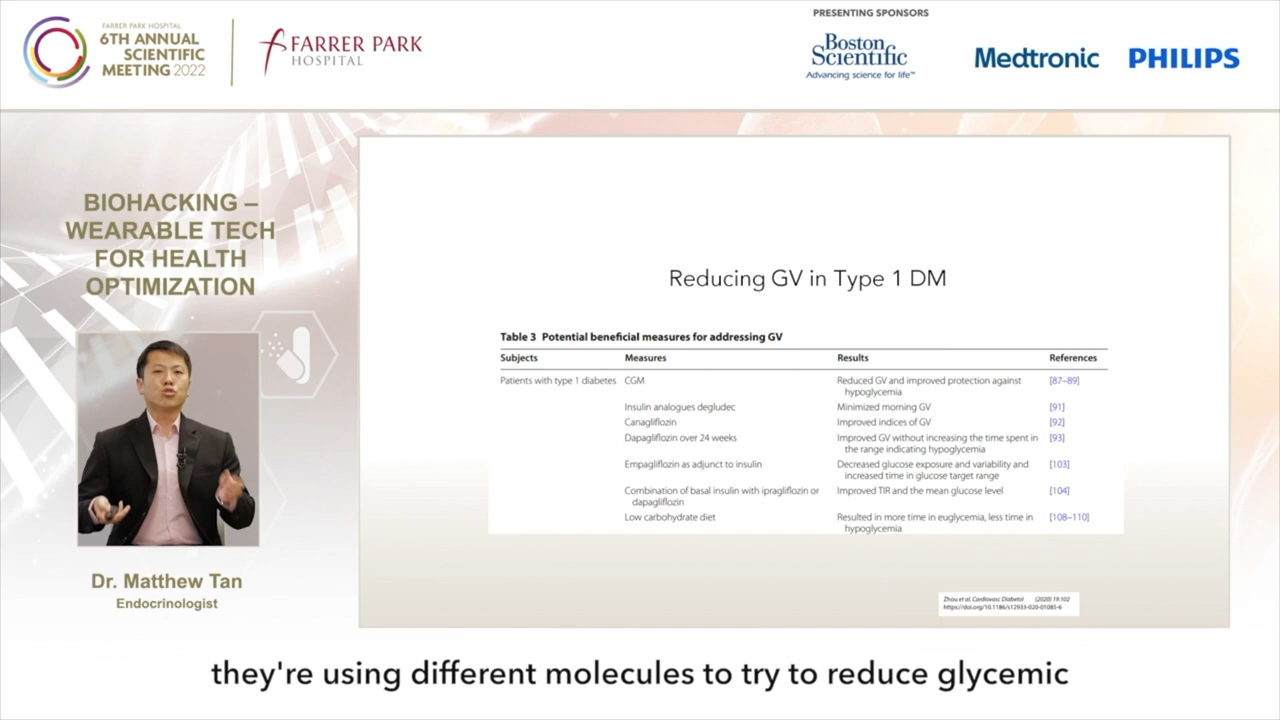 FARRER PARK HOSPITAL
6TH ANNUAL
SCIENTIFIC
MEETING 2022
FARRER PARK
HOSPITAL
PRESENTING SPONSORS
Boston
Scientific
Advancing science for life™
Medtronic
PHILIPS
BIOHACKING –
WEARABLE TECH
FOR HEALTH
OPTIMIZATION
Dr. Matthew Tan
Endocrinologist
Reducing GV in Type 1 DM
Table 3 Potential beneficial measures for addressing GV
Subjects Measures Results References
Patients with type 1 diabetes CGM Reduced GV and improved protection against [87–89]
hypoglycemia
Insulin analogues degludec Minimized morning GV [91]
Canagliflozin Improved indices of GV [92]
Dapagliflozin over 24 weeks Improved GV without increasing the time spent in [93]
the range indicating hypoglycemia
Empagliflozin as adjunct to insulin Decreased glucose exposure and variability and [103]
increased time in glucose target range
Combination of basal insulin with ipragliflozin or Improved TIR and the mean glucose level [104]
dapagliflozin
Low carbohydrate diet Resulted in more time in euglycemia, less time in [108–110]
hypoglycemia
Zhou et al. Cardiovasc Diabetol (2020) 19:102
https://doi.org/10.1186/s12933-020-01085-6
they're using different molecules to try to reduce glycemic